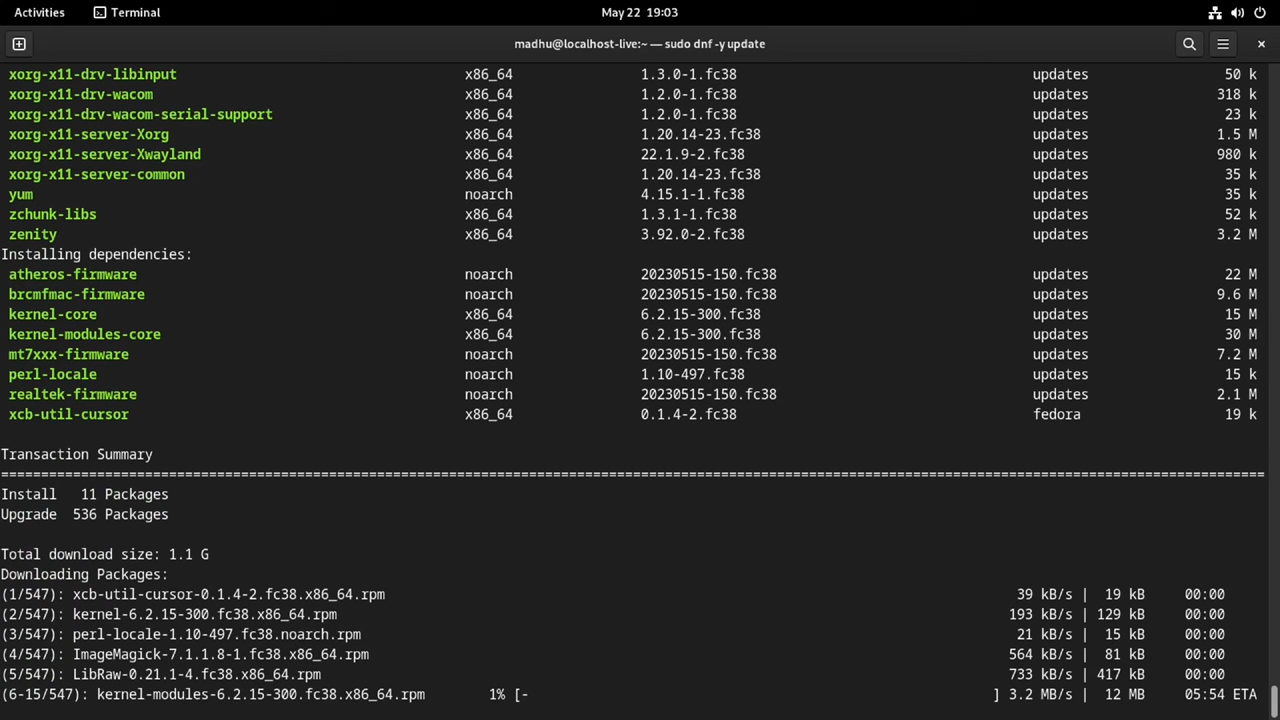 Activities Terminal May 22 19:03
madhu@localhost-live:~ — sudo dnf -y update
xorg-x11-drv-libinput x86_64 1.3.0-1.fc38 updates 50 k
xorg-x11-drv-wacom x86_64 1.2.0-1.fc38 updates 318 k
xorg-x11-drv-wacom-serial-support x86_64 1.2.0-1.fc38 updates 23 k
xorg-x11-server-Xorg x86_64 1.20.14-23.fc38 updates 1.5 M
xorg-x11-server-Xwayland x86_64 22.1.9-2.fc38 updates 980 k
xorg-x11-server-common x86_64 1.20.14-23.fc38 updates 35 k
yum noarch 4.15.1-1.fc38 updates 35 k
zchunk-libs x86_64 1.3.1-1.fc38 updates 52 k
zenity x86_64 3.92.0-2.fc38 updates 3.2 M
Installing dependencies:
atheros-firmware noarch 20230515-150.fc38 updates 22 M
brcmfmac-firmware noarch 20230515-150.fc38 updates 9.6 M
kernel-core x86_64 6.2.15-300.fc38 updates 15 M
kernel-modules-core x86_64 6.2.15-300.fc38 updates 30 M
mt7xxx-firmware noarch 20230515-150.fc38 updates 7.2 M
perl-locale noarch 1.10-497.fc38 updates 15 k
realtek-firmware noarch 20230515-150.fc38 updates 2.1 M
xcb-util-cursor x86_64 0.1.4-2.fc38 fedora 19 k
Transaction Summary
================================================================================
Install 11 Packages
Upgrade 536 Packages
Total download size: 1.1 G
Downloading Packages:
(1/547): xcb-util-cursor-0.1.4-2.fc38.x86_64.rpm 39 kB/s | 19 kB 00:00
(2/547): kernel-6.2.15-300.fc38.x86_64.rpm 193 kB/s | 129 kB 00:00
(3/547): perl-locale-1.10-497.fc38.noarch.rpm 21 kB/s | 15 kB 00:00
(4/547): ImageMagick-7.1.1.8-1.fc38.x86_64.rpm 564 kB/s | 81 kB 00:00
(5/547): LibRaw-0.21.1-4.fc38.x86_64.rpm 733 kB/s | 417 kB 00:00
(6-15/547): kernel-modules-6.2.15-300.fc38.x86_64.rpm 1% [- ] 3.2 MB/s | 12 MB 05:54 ETA